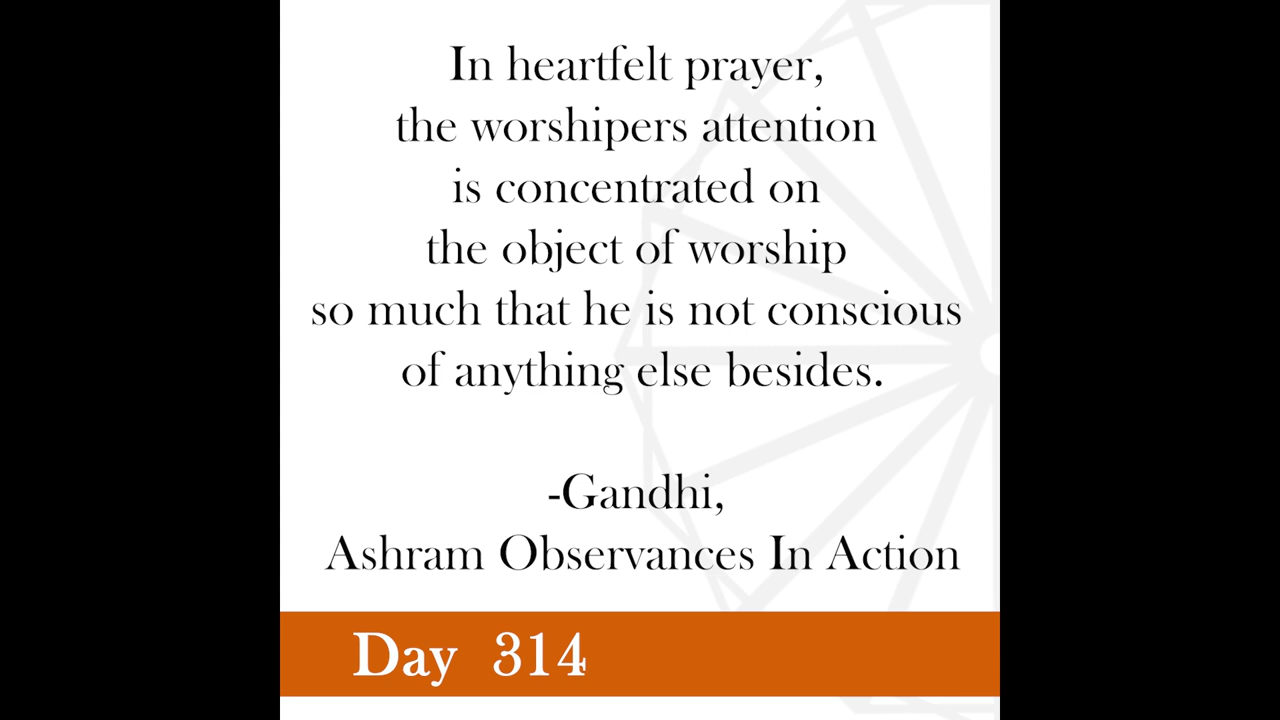 In heartfelt prayer,
the worshipers attention
is concentrated on
the object of worship
so much that he is not conscious
of anything else besides.
-Gandhi,
Ashram Observances In Action
Day 314